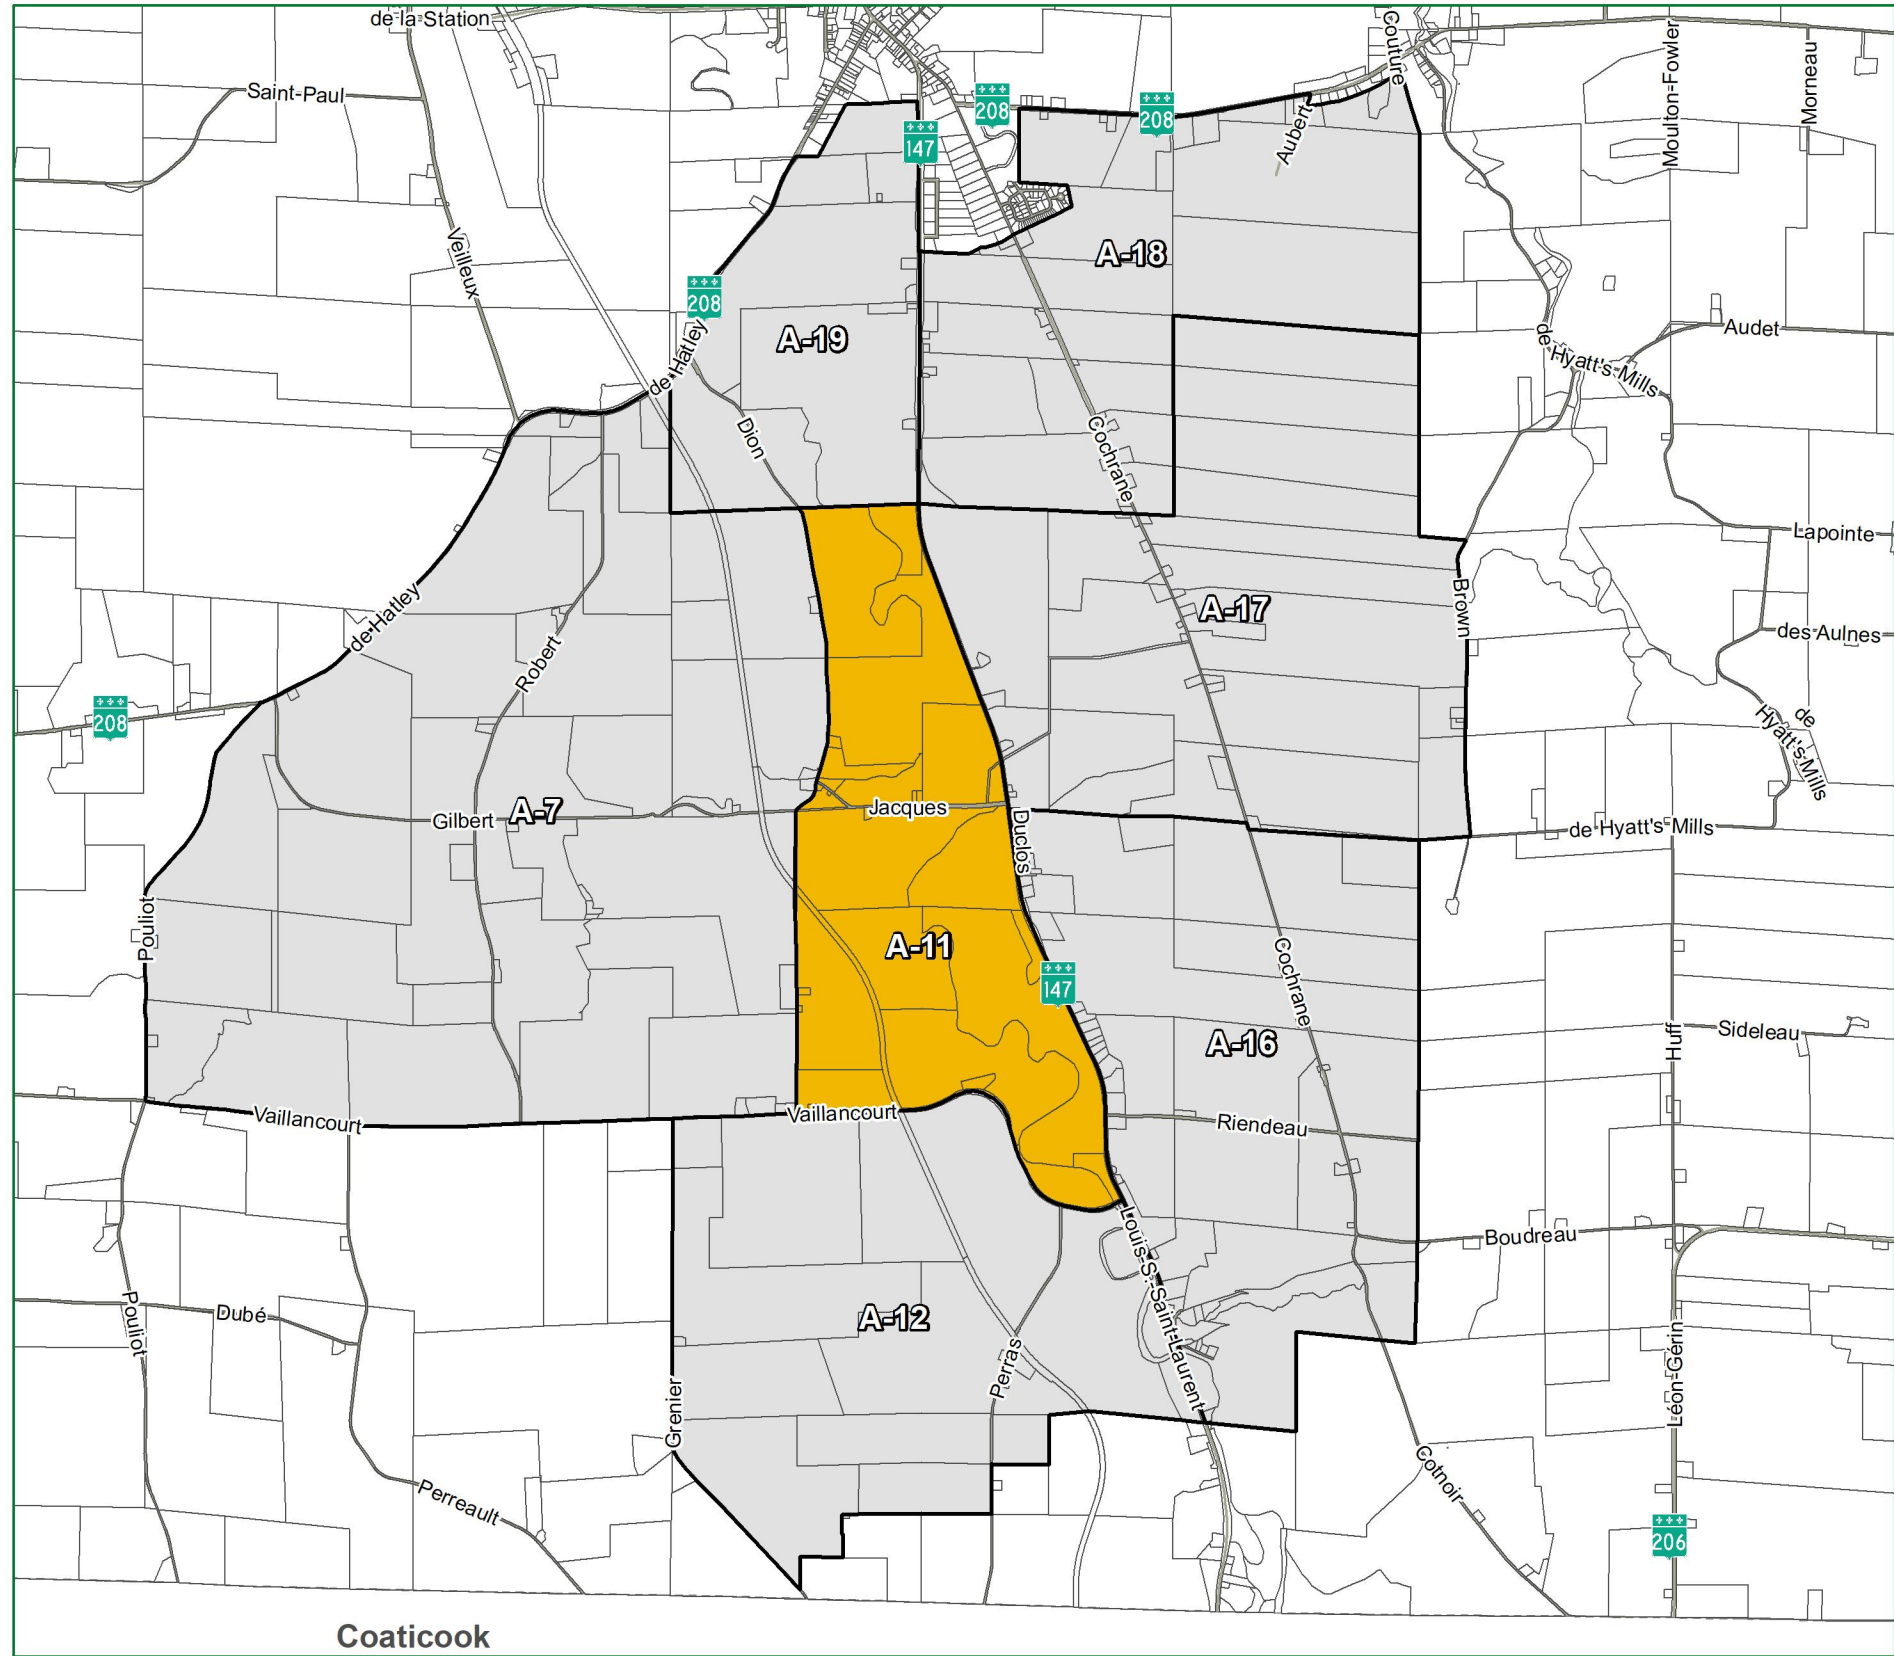 de la Station
Couture
Moulton-Fowler
Morneau
Saint-Paul
208
208
147
Aubert
Veilleux
A-18
208
A-19
de Hatley
Audet
de Hyatt's Mills
Dion
Cochrane
Lapointe
de Hatley
Robert
A-17
Brown
des Aulnes
208
de
Hyatt's Mills
Gilbert
A-7
Jacques
Duclos
de Hyatt's Mills
Pouliot
A-11
147
Cochrane
A-16
Huff
Sideleau
Vaillancourt
Vaillancourt
Riendeau
Boudreau
Louis-S.-Saint-Laurent
Pouliot
Dubé
A-12
Perras
Grenier
Léon-Gérin
Perreault
Cotnoir
206
Coaticook